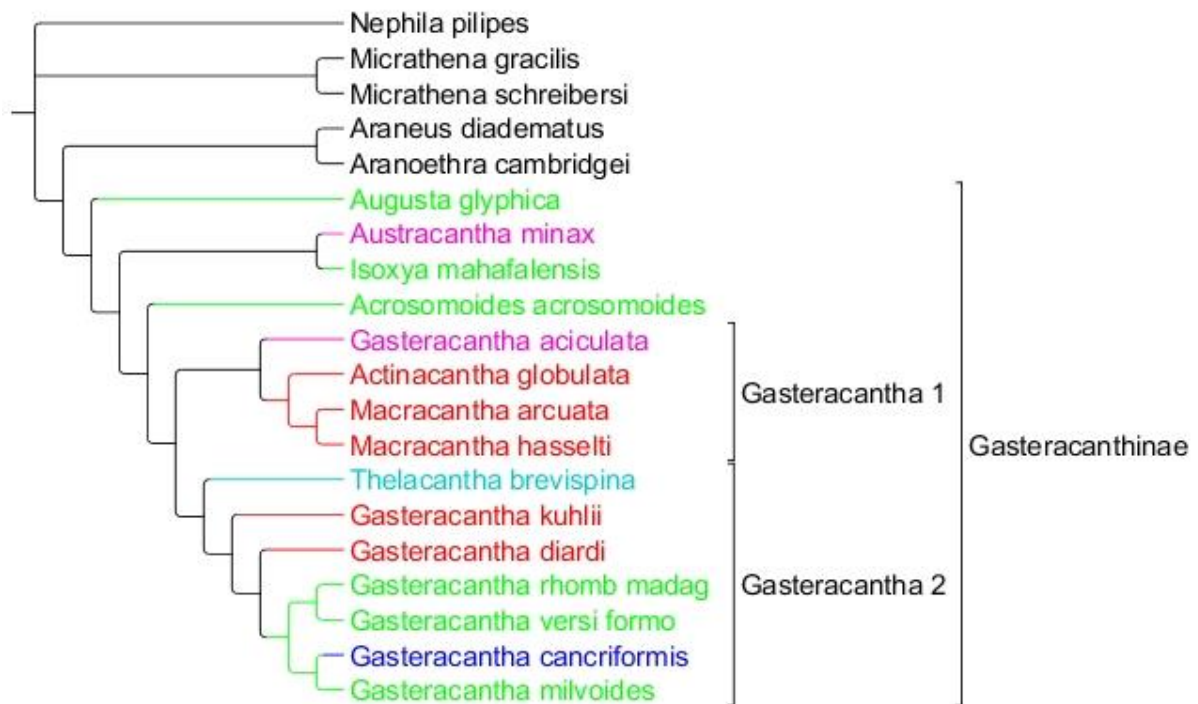 Nephila pilipes
Micrathena gracilis
Micrathena schreibersi
Araneus diadematus
Aranoethra cambridgei
Augusta glyphica
Austracantha minax
Isoxya mahafalensis
Acrosomoides acrosomoides
Gasteracantha aciculata
Actinacantha globulata
Macracantha arcuata
Macracantha hasselti
Thelacantha brevispina
Gasteracantha kuhlii
Gasteracantha diardi
Gasteracantha rhomb madag
Gasteracantha versi formo
Gasteracantha cancriformis
Gasteracantha milvoides
Gasteracantha 1
Gasteracantha 2
Gasteracanthinae